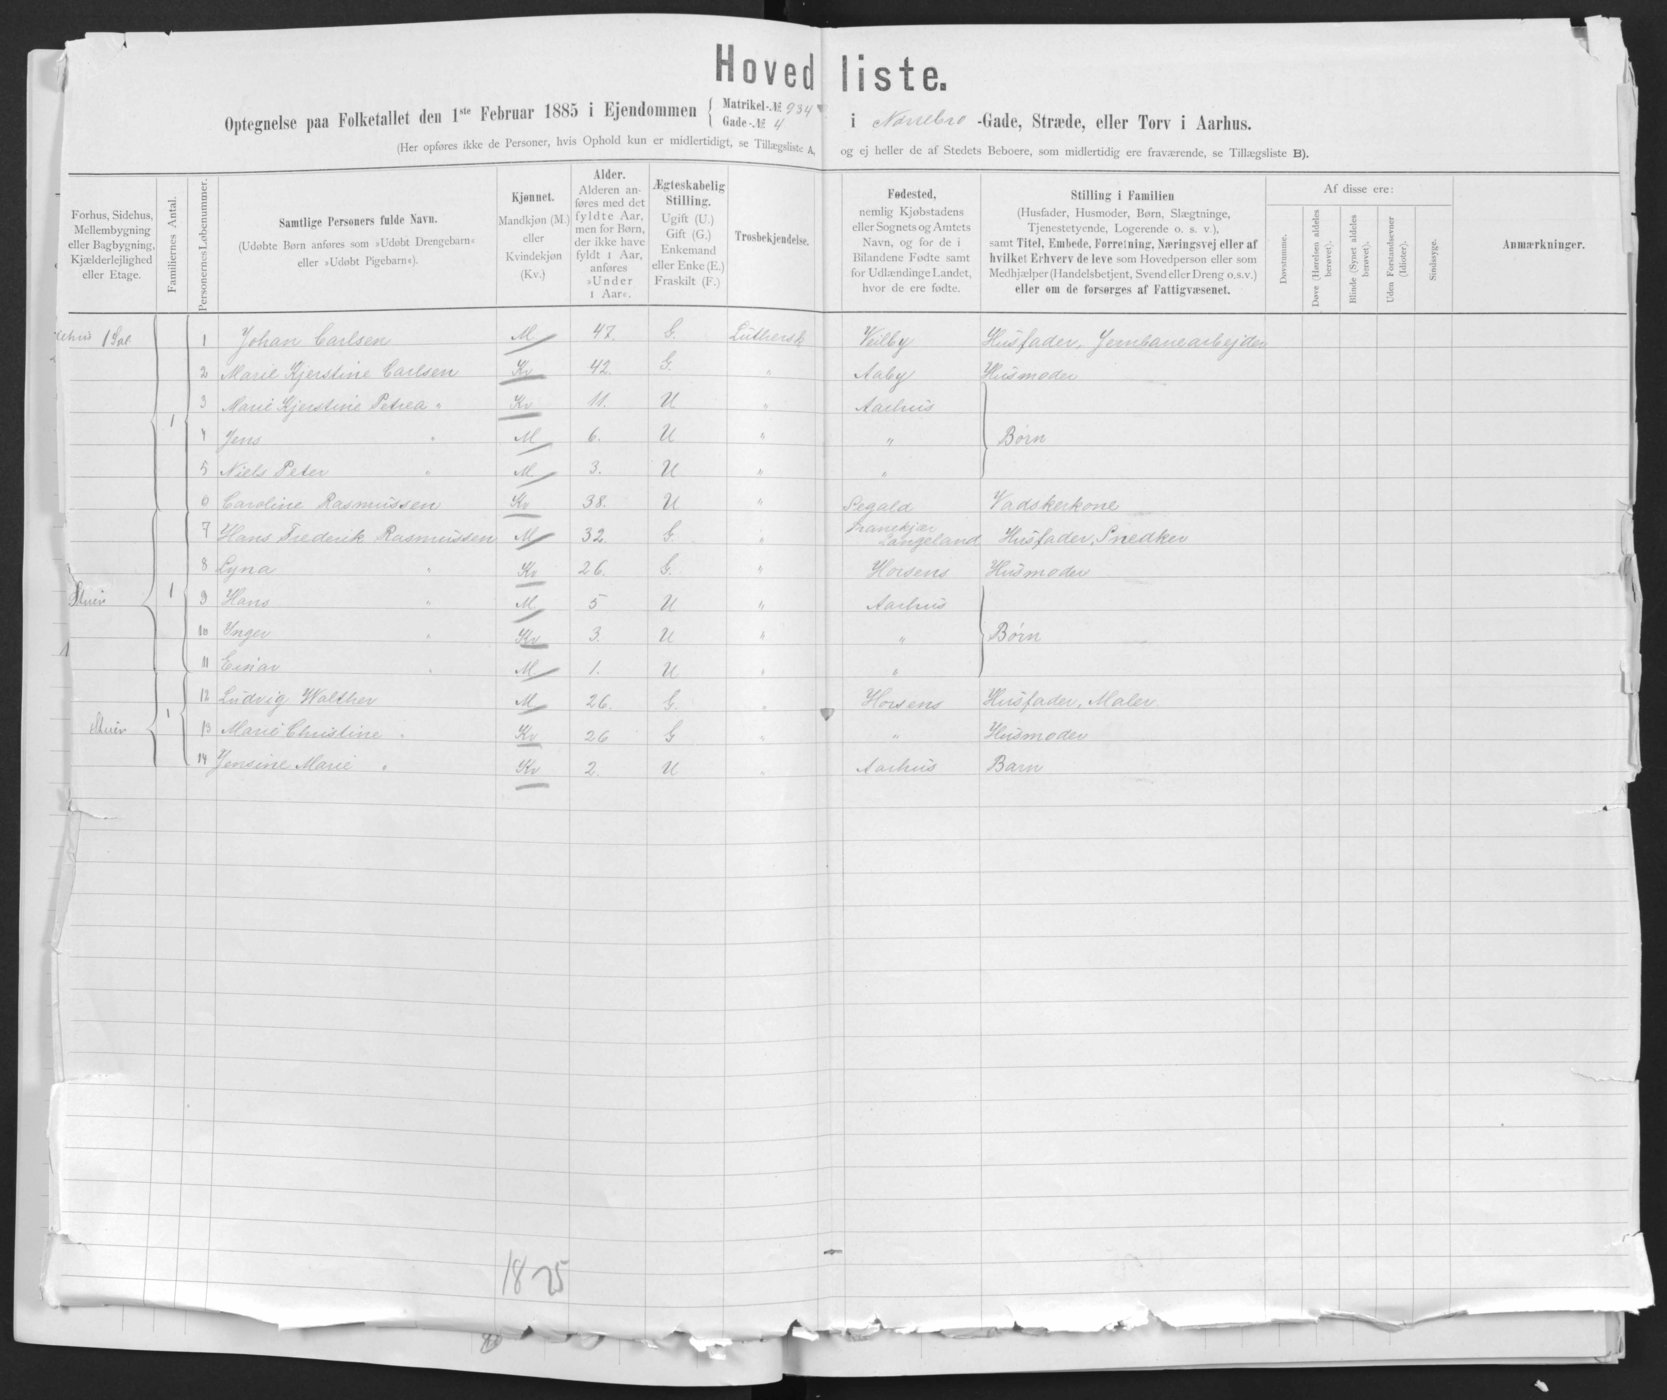 Hovedliste.
Optegnelse paa Folketallet den 1ste Februar 1885 i Ejendommen { Matrikel-№ 934 Gade-№ 4 i Nørrebro -Gade, Stræde, eller Torv i Aarhus.
(Her opføres ikke de Personer, hvis Ophold kun er midlertidigt, se Tillægsliste A, og ej heller de af Stedets Beboere, som midlertidig ere fraværende, se Tillægsliste B).
Forhus, Sidehus, Mellembygning eller Bagbygning, Kjælderlejlighed eller Etage.
Familiernes Antal.
Personernes Løbenummer.
Samtlige Personers fulde Navn.
(Udøbte Børn anføres som »Udøbt Drengebarn« eller »Udøbt Pigebarn«).
Kjønnet.
Mandkjøn (M.) eller Kvindekjøn (Kv.)
Alder.
Alderen anføres med det fyldte Aar, men for Børn, der ikke have fyldt 1 Aar, anføres »Under 1 Aar«.
Ægteskabelig Stilling.
Ugift (U.) Gift (G.) Enkemand eller Enke (E.) Fraskilt (F.)
Trosbekjendelse.
Fødested,
nemlig Kjøbstadens eller Sognets og Amtets Navn, og for de i Bilandene Fødte samt for Udlændinge Landet, hvor de ere fødte.
Stilling i Familien
(Husfader, Husmoder, Børn, Slægtninge, Tjenestetyende, Logerende o. s. v.),
samt Titel, Embede, Forretning, Næringsvej eller af hvilket Erhverv de leve som Hovedperson eller som Medhjælper (Handelsbetjent, Svend eller Dreng o.s.v.) eller om de forsørges af Fattigvæsenet.
Af disse ere:
Døvstumme.
Døve (Hørelsen aldeles berøvet).
Blinde (Synet aldeles berøvet).
Uden Forstandsevner (Idioter).
Sindssyge.
Anmærkninger.
1 Sal 1 Johan Carlsen M 47. G. Luthersk Veilby Husfader, Jernbanearbejder
2 Marie Kjerstine Carlsen Kv 42. G. " Aaby Husmoder
3 Marie Kjerstine Petrea " Kv 11. U " Aarhus
1 4 Jens " M 6. U " " Børn
5 Niels Peter " M 3. U " "
6 Caroline Rasmussen Kv 38. U " Vadskerkone
7 Hans Frederik Rasmussen M 32. G. " Tranekjær Langeland Husfader, Snedker
8 Lyna " Kv 26. G. " Horsens Husmoder
Stuen 1 9 Hans " M 5 U " Aarhus
10 Inger " Kv 3. U " " Børn
11 Einar " M 1. U " "
12 Ludvig Walther M 26. G. " Horsens Husfader, Maler.
Stuen 1 13 Marie Christine " Kv 26 G " " Husmoder
14 Jensine Marie " Kv 2 U " Aarhus Barn
18 25